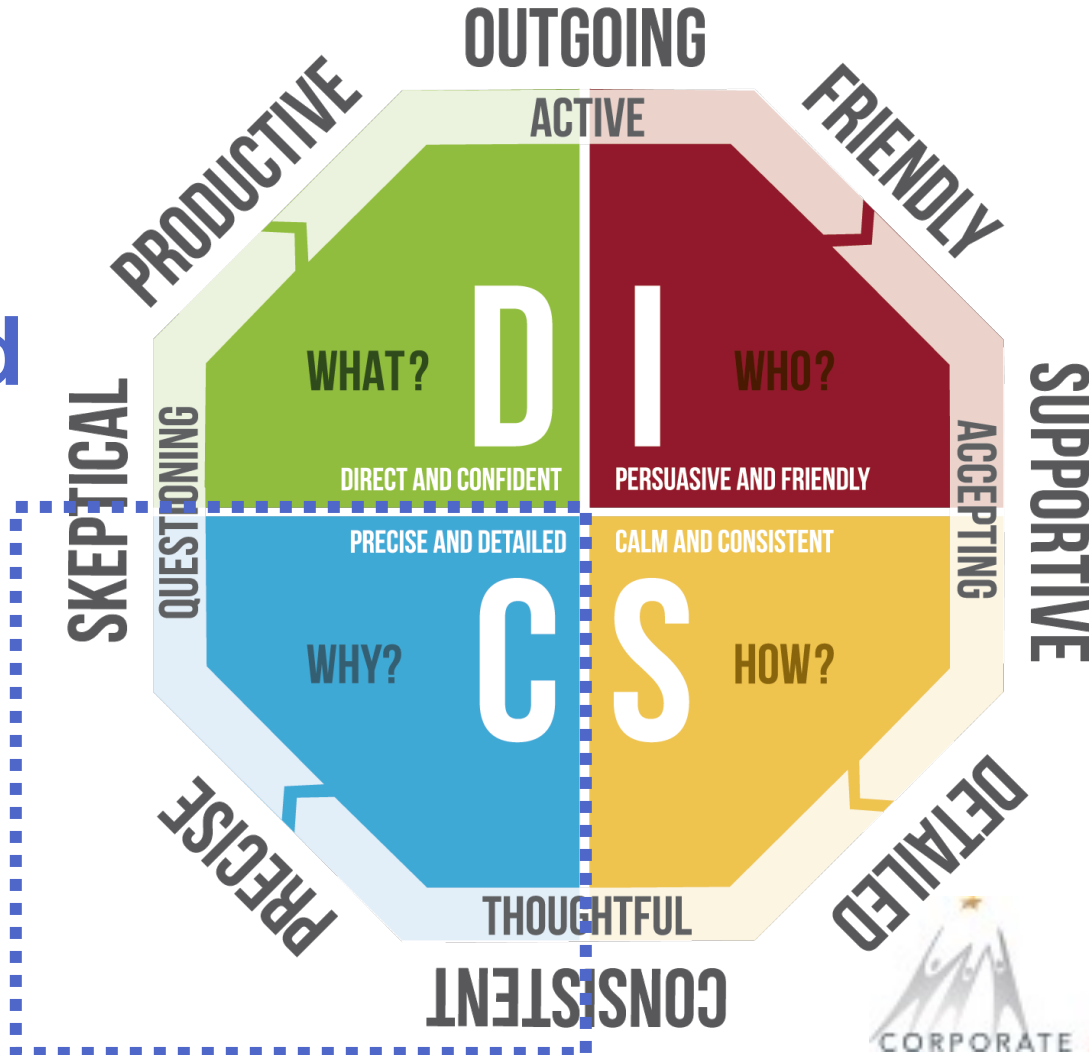 OUTGOING
ACTIVE
PRODUCTIVE
FRIENDLY
d
WHAT?
D
I
WHO?
SKEPTICAL
QUESTIONING
ACCEPTING
SUPPORTIVE
DIRECT AND CONFIDENT
PERSUASIVE AND FRIENDLY
PRECISE AND DETAILED
CALM AND CONSISTENT
WHY?
C
S
HOW?
PRECISE
DETAILED
THOUGHTFUL
CONSISTENT
CORPORATE